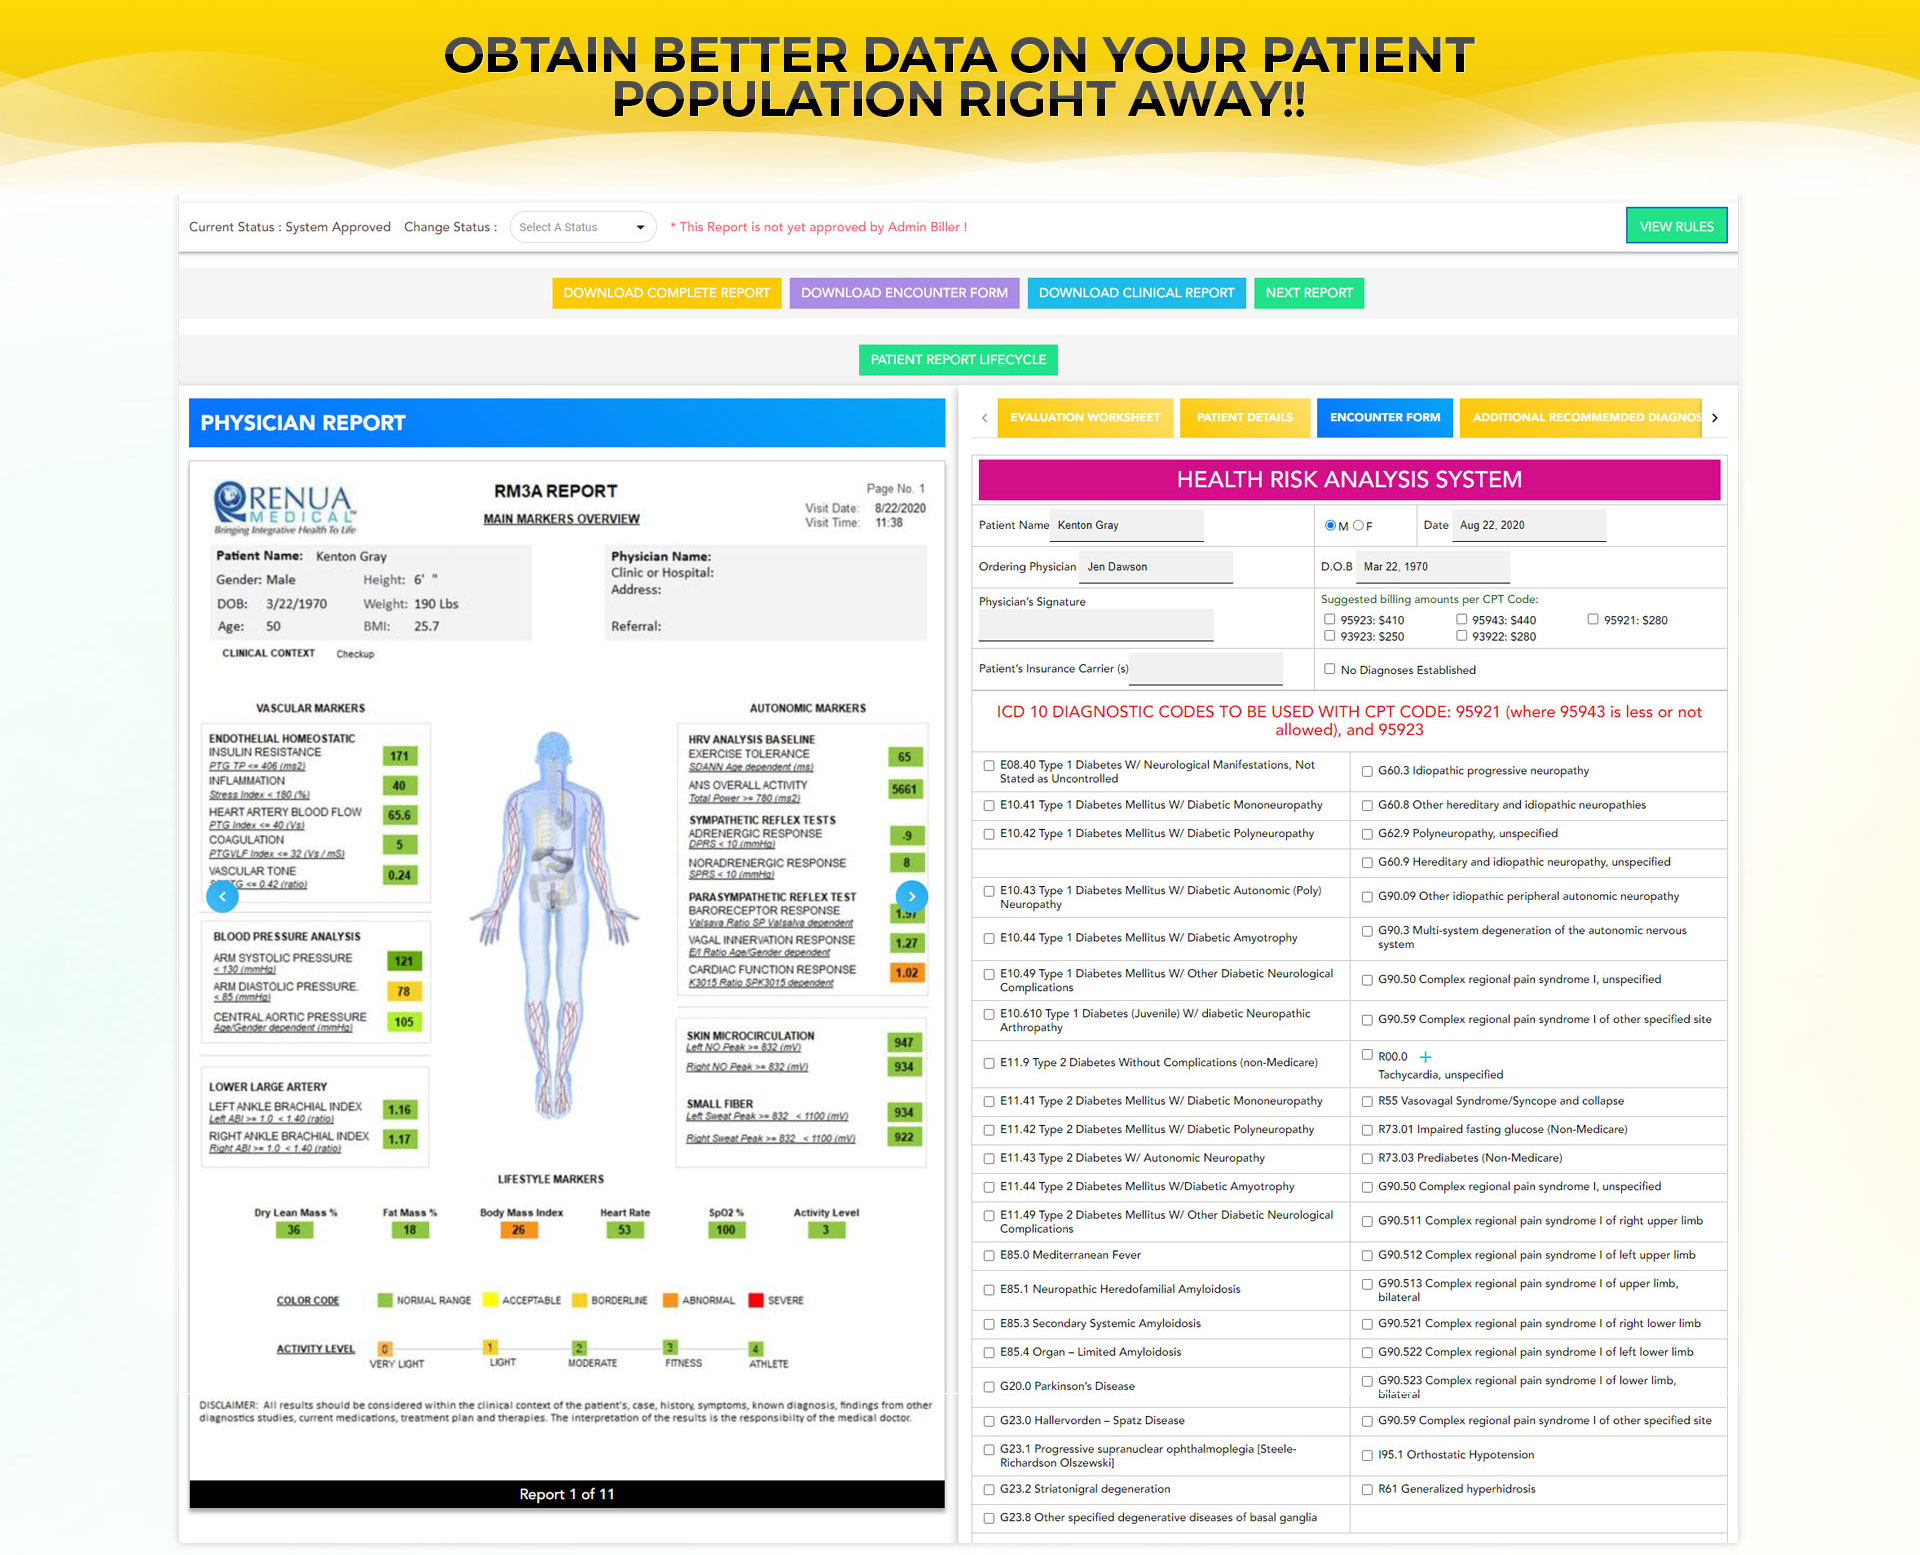 OBTAIN BETTER DATA ON YOUR PATIENT
POPULATION RIGHT AWAY!!
Current Status : System Approved Change Status : Select A Status * This Report is not yet approved by Admin Biller !
VIEW RULES
DOWNLOAD COMPLETE REPORT DOWNLOAD ENCOUNTER FORM DOWNLOAD CLINICAL REPORT NEXT REPORT
PATIENT REPORT LIFECYCLE
PHYSICIAN REPORT
RENUA
MEDICAL
Bringing Integrative Health To Life
RM3A REPORT
MAIN MARKERS OVERVIEW
Page No. 1
Visit Date: 8/22/2020
Visit Time: 11:38
Patient Name: Kenton Gray
Gender: Male Height: 6' "
DOB: 3/22/1970 Weight: 190 Lbs
Age: 50 BMI: 25.7
Physician Name:
Clinic or Hospital:
Address:
Referral:
CLINICAL CONTEXT Checkup
VASCULAR MARKERS
ENDOTHELIAL HOMEOSTATIC
INSULIN RESISTANCE 171
PTG TP <= 406 (ms2)
INFLAMMATION 40
Stress Index < 180 (%)
HEART ARTERY BLOOD FLOW 65.6
PTG Index <= 40 (Vs)
COAGULATION 5
PTGVLF Index <= 32 (Vs / mS)
VASCULAR TONE 0.24
TG <= 0.42 (ratio)
BLOOD PRESSURE ANALYSIS
ARM SYSTOLIC PRESSURE 121
< 130 (mmHg)
ARM DIASTOLIC PRESSURE. 78
< 85 (mmHg)
CENTRAL AORTIC PRESSURE 105
Age/Gender dependent (mmHg)
LOWER LARGE ARTERY
LEFT ANKLE BRACHIAL INDEX 1.16
Left ABI >= 1.0 < 1.40 (ratio)
RIGHT ANKLE BRACHIAL INDEX 1.17
Right ABI >= 1.0 < 1.40 (ratio)
AUTONOMIC MARKERS
HRV ANALYSIS BASELINE
EXERCISE TOLERANCE 65
SDANN Age dependent (ms)
ANS OVERALL ACTIVITY 5661
Total Power >= 780 (ms2)
SYMPATHETIC REFLEX TESTS
ADRENERGIC RESPONSE -9
DPRS < 10 (mmHg)
NORADRENERGIC RESPONSE 8
SPRS < 10 (mmHg)
PARASYMPATHETIC REFLEX TEST
BARORECEPTOR RESPONSE 1.57
Valsava Ratio SP Valsalva dependent
VAGAL INNERVATION RESPONSE 1.27
E/I Ratio Age/Gender dependent
CARDIAC FUNCTION RESPONSE 1.02
K3015 Ratio SPK3015 dependent
SKIN MICROCIRCULATION
Left NO Peak >= 832 (mV) 947
Right NO Peak >= 832 (mV) 934
SMALL FIBER
Left Sweat Peak >= 832 < 1100 (mV) 934
Right Sweat Peak >= 832 < 1100 (mV) 922
LIFESTYLE MARKERS
Dry Lean Mass % Fat Mass % Body Mass Index Heart Rate SpO2 % Activity Level
36 18 26 53 100 3
COLOR CODE NORMAL RANGE ACCEPTABLE BORDERLINE ABNORMAL SEVERE
ACTIVITY LEVEL 0 1 2 3 4
VERY LIGHT LIGHT MODERATE FITNESS ATHLETE
DISCLAIMER: All results should be considered within the clinical context of the patient's, case, history, symptoms, known diagnosis, findings from other
diagnostics studies, current medications, treatment plan and therapies. The interpretation of the results is the responsibilty of the medical doctor.
Report 1 of 11
EVALUATION WORKSHEET PATIENT DETAILS ENCOUNTER FORM ADDITIONAL RECOMMEMDED DIAGNOS
HEALTH RISK ANALYSIS SYSTEM
Patient Name Kenton Gray M F Date Aug 22, 2020
Ordering Physician Jen Dawson D.O.B Mar 22, 1970
Physician's Signature
Suggested billing amounts per CPT Code:
95923: $410 95943: $440 95921: $280
93923: $250 93922: $280
Patient's Insurance Carrier (s)
No Diagnoses Established
ICD 10 DIAGNOSTIC CODES TO BE USED WITH CPT CODE: 95921 (where 95943 is less or not
allowed), and 95923
E08.40 Type 1 Diabetes W/ Neurological Manifestations, Not
Stated as Uncontrolled
G60.3 Idiopathic progressive neuropathy
E10.41 Type 1 Diabetes Mellitus W/ Diabetic Mononeuropathy
G60.8 Other hereditary and idiopathic neuropathies
E10.42 Type 1 Diabetes Mellitus W/ Diabetic Polyneuropathy
G62.9 Polyneuropathy, unspecified
G60.9 Hereditary and idiopathic neuropathy, unspecified
E10.43 Type 1 Diabetes Mellitus W/ Diabetic Autonomic (Poly)
Neuropathy
G90.09 Other idiopathic peripheral autonomic neuropathy
E10.44 Type 1 Diabetes Mellitus W/ Diabetic Amyotrophy
G90.3 Multi-system degeneration of the autonomic nervous
system
E10.49 Type 1 Diabetes Mellitus W/ Other Diabetic Neurological
Complications
G90.50 Complex regional pain syndrome I, unspecified
E10.610 Type 1 Diabetes (Juvenile) W/ diabetic Neuropathic
Arthropathy
G90.59 Complex regional pain syndrome I of other specified site
E11.9 Type 2 Diabetes Without Complications (non-Medicare)
R00.0 +
Tachycardia, unspecified
E11.41 Type 2 Diabetes Mellitus W/ Diabetic Mononeuropathy
R55 Vasovagal Syndrome/Syncope and collapse
E11.42 Type 2 Diabetes Mellitus W/ Diabetic Polyneuropathy
R73.01 Impaired fasting glucose (Non-Medicare)
E11.43 Type 2 Diabetes W/ Autonomic Neuropathy
R73.03 Prediabetes (Non-Medicare)
E11.44 Type 2 Diabetes Mellitus W/Diabetic Amyotrophy
G90.50 Complex regional pain syndrome I, unspecified
E11.49 Type 2 Diabetes Mellitus W/ Other Diabetic Neurological
Complications
G90.511 Complex regional pain syndrome I of right upper limb
E85.0 Mediterranean Fever
G90.512 Complex regional pain syndrome I of left upper limb
E85.1 Neuropathic Heredofamilial Amyloidosis
G90.513 Complex regional pain syndrome I of upper limb,
bilateral
E85.3 Secondary Systemic Amyloidosis
G90.521 Complex regional pain syndrome I of right lower limb
E85.4 Organ – Limited Amyloidosis
G90.522 Complex regional pain syndrome I of left lower limb
G20.0 Parkinson's Disease
G90.523 Complex regional pain syndrome I of lower limb,
bilateral
G23.0 Hallervorden – Spatz Disease
G90.59 Complex regional pain syndrome I of other specified site
G23.1 Progressive supranuclear ophthalmoplegia [Steele-
Richardson Olszewski]
I95.1 Orthostatic Hypotension
G23.2 Striatonigral degeneration
R61 Generalized hyperhidrosis
G23.8 Other specified degenerative diseases of basal ganglia